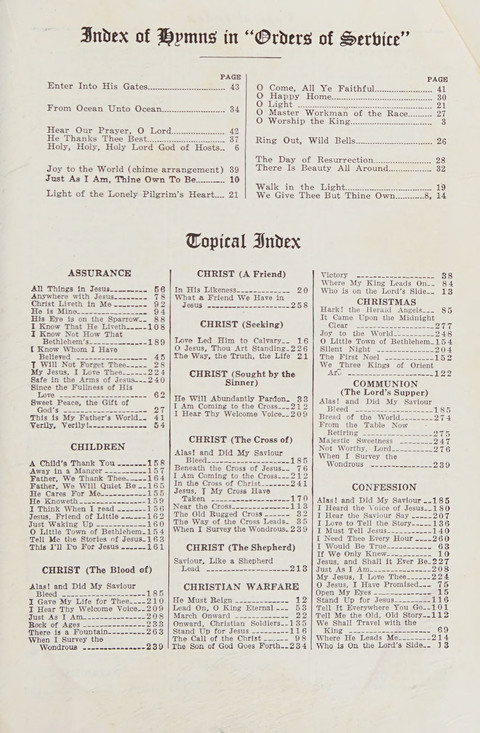 Index of Hymns in "Orders of Service"
PAGE
Enter Into His Gates 43
From Ocean Unto Ocean 34
Hear Our Prayer, O Lord 42
He Thanks Thee Best 37
Holy, Holy, Holy Lord God of Hosts 6
Joy to the World (chime arrangement) 39
Just As I Am, Thine Own To Be 10
Light of the Lonely Pilgrim's Heart 21
PAGE
O Come, All Ye Faithful 41
O Happy Home 30
O Light 21
O Master Workman of the Race 27
O Worship the King 3
Ring Out, Wild Bells 26
The Day of Resurrection 28
There Is Beauty All Around 32
Walk in the Light 19
We Give Thee But Thine Own 8, 14
Topical Index
ASSURANCE
All Things in Jesus 56
Anywhere with Jesus 78
Christ Liveth in Me 92
He is Mine 94
His Eye is on the Sparrow 88
I Know That He Liveth 108
I Know Not How That
Bethlehem's 189
I Know Whom I Have
Believed 45
I Will Not Forget Thee 28
My Jesus, I Love Thee 224
Safe in the Arms of Jesus 240
Since the Fullness of His
Love 62
Sweet Peace, the Gift of
God's 27
This Is My Father's World 41
Verily, Verily! 54
CHILDREN
A Child's Thank You 158
Away in a Manger 157
Father, We Thank Thee 164
Father, We Will Quiet Be 165
He Cares For Me 155
He Knoweth 159
I Think When I read 156
Jesus, Friend of Little 162
Just Waking Up 160
O Little Town of Bethlehem 154
Tell Me the Stories of Jesus 163
This I'll Do For Jesus 161
CHRIST (The Blood of)
Alas! and Did My Saviour
Bleed 185
I Gave My Life for Thee 210
I Hear Thy Welcome Voice 209
Just As I Am 208
Rock of Ages 233
There is a Fountain 263
When I Survey the
Wondrous 239
CHRIST (A Friend)
In His Likeness 20
What a Friend We Have in
Jesus 258
CHRIST (Seeking)
Love Led Him to Calvary 16
O Jesus, Thou Art Standing 226
The Way, the Truth, the Life 21
CHRIST (Sought by the
Sinner)
He Will Abundantly Pardon 33
I Am Coming to the Cross 212
I Hear Thy Welcome Voice 209
CHRIST (The Cross of)
Alas! and Did My Saviour
Bleed 185
Beneath the Cross of Jesus 76
I Am Coming to the Cross 212
In the Cross of Christ 241
Jesus, I My Cross Have
Taken 170
Near the Cross 113
The Old Rugged Cross 32
The Way of the Cross Leads 35
When I Survey the Wondrous 239
CHRIST (The Shepherd)
Saviour, Like a Shepherd
Lead 213
CHRISTIAN WARFARE
He Must Reign 12
Lead On, O King Eternal 53
March Onward 22
Onward, Christian Soldiers 135
Stand Up for Jesus 116
The Call of the Christ 98
The Son of God Goes Forth 234
Victory 38
Where My King Leads On 84
Who is on the Lord's Side 13
CHRISTMAS
Hark! the Herald Angels 85
It Came Upon the Midnight
Clear 277
Joy to the World 248
O Little Town of Bethlehem 154
Silent Night 204
The First Noel 152
We Three Kings of Orient
Are 122
COMMUNION
(The Lord's Supper)
Alas! and Did My Saviour
Bleed 185
Bread of the World 274
From the Table Now
Retiring 275
Majestic Sweetness 247
Not Worthy, Lord 276
When I Survey the
Wondrous 239
CONFESSION
Alas! and Did My Saviour 185
I Heard the Voice of Jesus 180
I Hear the Saviour Say 207
I Love to Tell the Story 136
I Must Tell Jesus 140
I Need Thee Every Hour 260
I Would Be True 63
If We Only Knew 10
Jesus, and Shall it Ever Be 227
Just As I Am 208
My Jesus, I Love Thee 224
O Jesus, I Have Promised 75
Open My Eyes 15
Stand Up for Jesus 116
Tell It Everywhere You Go 101
Tell Me the Old, Old Story 112
We Shall Travel with the
King 69
Where He Leads Me 214
Who is On the Lord's Side 13